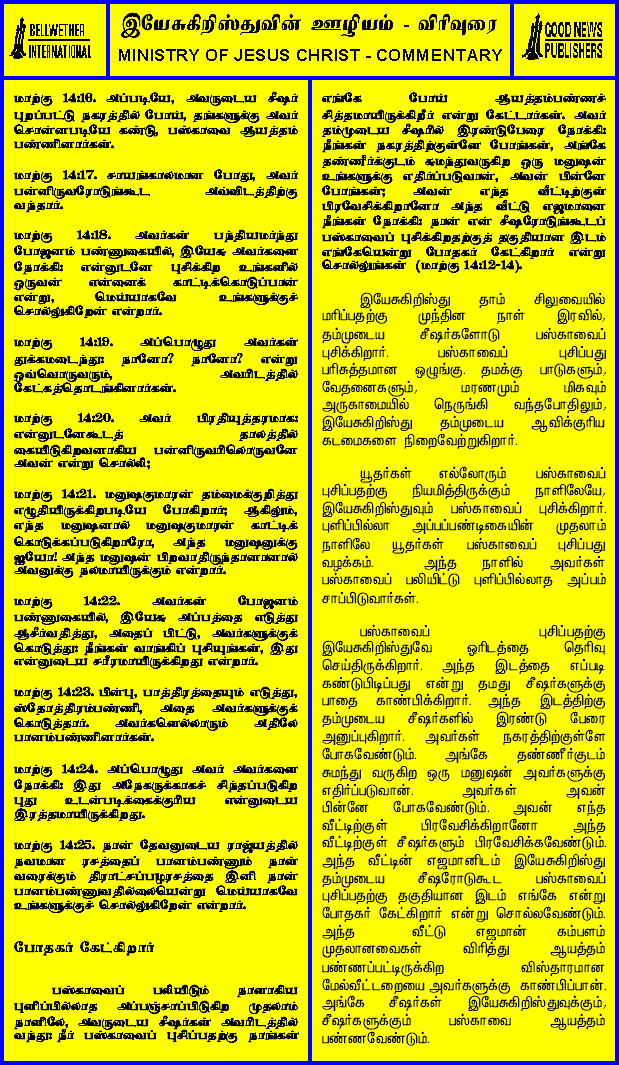 BELLWETHER
INTERNATIONAL
இயேசுகிறிஸ்துவின் ஊழியம் - விரிவுரை
MINISTRY OF JESUS CHRIST - COMMENTARY
GOOD NEWS
PUBLISHERS
மாற்கு 14:16. அப்படியே, அவருடைய சீஷர்
புறப்பட்டு நகரத்தில் போய், தங்களுக்கு அவர்
சொன்னபடியே கண்டு, பஸ்காவை ஆயத்தம்
பண்ணினார்கள்.
மாற்கு 14:17. சாயங்காலமான போது, அவர்
பன்னிருவரோடுங்கூட அவ்விடத்திற்கு
வந்தார்.
மாற்கு 14:18. அவர்கள் பந்தியமர்ந்து
போஜனம் பண்ணுகையில், இயேசு அவர்களை
நோக்கி: என்னுடனே புசிக்கிற உங்களில்
ஒருவன் என்னைக் காட்டிக்கொடுப்பான்
என்று, மெய்யாகவே உங்களுக்குச்
சொல்லுகிறேன் என்றார்.
மாற்கு 14:19. அப்பொழுது அவர்கள்
துக்கமடைந்து: நானோ? நானோ? என்று
ஒவ்வொருவரும், அவரிடத்தில்
கேட்கத்தொடங்கினார்கள்.
மாற்கு 14:20. அவர் பிரதியுத்தரமாக:
என்னுடனேகூடத் தாலத்தில்
கையிடுகிறவனாகிய பன்னிருவரிலொருவனே
அவன் என்று சொல்லி;
மாற்கு 14:21. மனுஷகுமாரன் தம்மைக்குறித்து
எழுதியிருக்கிறபடியே போகிறார்; ஆகிலும்,
எந்த மனுஷனால் மனுஷகுமாரன் காட்டிக்
கொடுக்கப்படுகிறாரோ, அந்த மனுஷனுக்கு
ஐயோ! அந்த மனுஷன் பிறவாதிருந்தானானால்
அவனுக்கு நலமாயிருக்கும் என்றார்.
மாற்கு 14:22. அவர்கள் போஜனம்
பண்ணுகையில், இயேசு அப்பத்தை எடுத்து
ஆசீர்வதித்து, அதைப் பிட்டு, அவர்களுக்குக்
கொடுத்து: நீங்கள் வாங்கிப் புசியுங்கள், இது
என்னுடைய சரீரமாயிருக்கிறது என்றார்.
மாற்கு 14:23. பின்பு, பாத்திரத்தையும் எடுத்து,
ஸ்தோத்திரம்பண்ணி, அதை அவர்களுக்குக்
கொடுத்தார். அவர்களெல்லாரும் அதிலே
பானம்பண்ணினார்கள்.
மாற்கு 14:24. அப்பொழுது அவர் அவர்களை
நோக்கி: இது அநேகருக்காகச் சிந்தப்படுகிற
புது உடன்படிக்கைக்குரிய என்னுடைய
இரத்தமாயிருக்கிறது.
மாற்கு 14:25. நான் தேவனுடைய ராஜ்யத்தில்
நவமான ரசத்தைப் பானம்பண்ணும் நாள்
வரைக்கும் திராட்சப்பழரசத்தை இனி நான்
பானம்பண்ணுவதில்லையென்று மெய்யாகவே
உங்களுக்குச் சொல்லுகிறேன் என்றார்.
போதகர் கேட்கிறார்
பஸ்காவைப் பலியிடும் நாளாகிய
புளிப்பில்லாத அப்பஞ்சாப்பிடுகிற முதலாம்
நாளிலே, அவருடைய சீஷர்கள் அவரிடத்தில்
வந்து: நீர் பஸ்காவைப் புசிப்பதற்கு நாங்கள்
எங்கே போய் ஆயத்தம்பண்ணச்
சித்தமாயிருக்கிறீர் என்று கேட்டார்கள். அவர்
தம்முடைய சீஷரில் இரண்டுபேரை நோக்கி:
நீங்கள் நகரத்திற்குள்ளே போங்கள், அங்கே
தண்ணீர்க்குடம் சுமந்துவருகிற ஒரு மனுஷன்
உங்களுக்கு எதிர்ப்படுவான், அவன் பின்னே
போங்கள்; அவன் எந்த வீட்டிற்குள்
பிரவேசிக்கிறானோ அந்த வீட்டு எஜமானை
நீங்கள் நோக்கி: நான் என் சீஷரோடுங்கூடப்
பஸ்காவைப் புசிக்கிறதற்குத் தகுதியான இடம்
எங்கேயென்று போதகர் கேட்கிறார் என்று
சொல்லுங்கள் (மாற்கு 14:12-14).
இயேசுகிறிஸ்து தாம் சிலுவையில்
மரிப்பதற்கு முந்தின நாள் இரவில்,
தம்முடைய சீஷர்களோடு பஸ்காவைப்
புசிக்கிறார். பஸ்காவைப் புசிப்பது
பரிசுத்தமான ஒழுங்கு. தமக்கு பாடுகளும்,
வேதனைகளும், மரணமும் மிகவும்
அருகாமையில் நெருங்கி வந்தபோதிலும்,
இயேசுகிறிஸ்து தம்முடைய ஆவிக்குரிய
கடமைகளை நிறைவேற்றுகிறார்.
யூதர்கள் எல்லோரும் பஸ்காவைப்
புசிப்பதற்கு நியமித்திருக்கும் நாளிலேயே,
இயேசுகிறிஸ்துவும் பஸ்காவைப் புசிக்கிறார்.
புளிப்பில்லா அப்பப்பண்டிகையின் முதலாம்
நாளிலே யூதர்கள் பஸ்காவைப் புசிப்பது
வழக்கம். அந்த நாளில் அவர்கள்
பஸ்காவைப் பலியிட்டு புளிப்பில்லாத அப்பம்
சாப்பிடுவார்கள்.
பஸ்காவைப் புசிப்பதற்கு
இயேசுகிறிஸ்துவே ஓரிடத்தை தெரிவு
செய்திருக்கிறார். அந்த இடத்தை எப்படி
கண்டுபிடிப்பது என்று தமது சீஷர்களுக்கு
பாதை காண்பிக்கிறார். அந்த இடத்திற்கு
தம்முடைய சீஷர்களில் இரண்டு பேரை
அனுப்புகிறார். அவர்கள் நகரத்திற்குள்ளே
போகவேண்டும். அங்கே தண்ணீர்குடம்
சுமந்து வருகிற ஒரு மனுஷன் அவர்களுக்கு
எதிர்ப்படுவான். அவர்கள் அவன்
பின்னே போகவேண்டும். அவன் எந்த
வீட்டிற்குள் பிரவேசிக்கிறானோ அந்த
வீட்டிற்குள் சீஷர்களும் பிரவேசிக்கவேண்டும்.
அந்த வீட்டின் எஜமானிடம் இயேசுகிறிஸ்து
தம்முடைய சீஷரோடுகூட பஸ்காவைப்
புசிப்பதற்கு தகுதியான இடம் எங்கே என்று
போதகர் கேட்கிறார் என்று சொல்லவேண்டும்.
அந்த வீட்டு எஜமான் கம்பளம்
முதலானவைகள் விரித்து ஆயத்தம்
பண்ணப்பட்டிருக்கிற விஸ்தாரமான
மேல்வீட்டறையை அவர்களுக்கு காண்பிப்பான்.
அங்கே சீஷர்கள் இயேசுகிறிஸ்துவுக்கும்,
சீஷர்களுக்கும் பஸ்காவை ஆயத்தம்
பண்ணவேண்டும்.